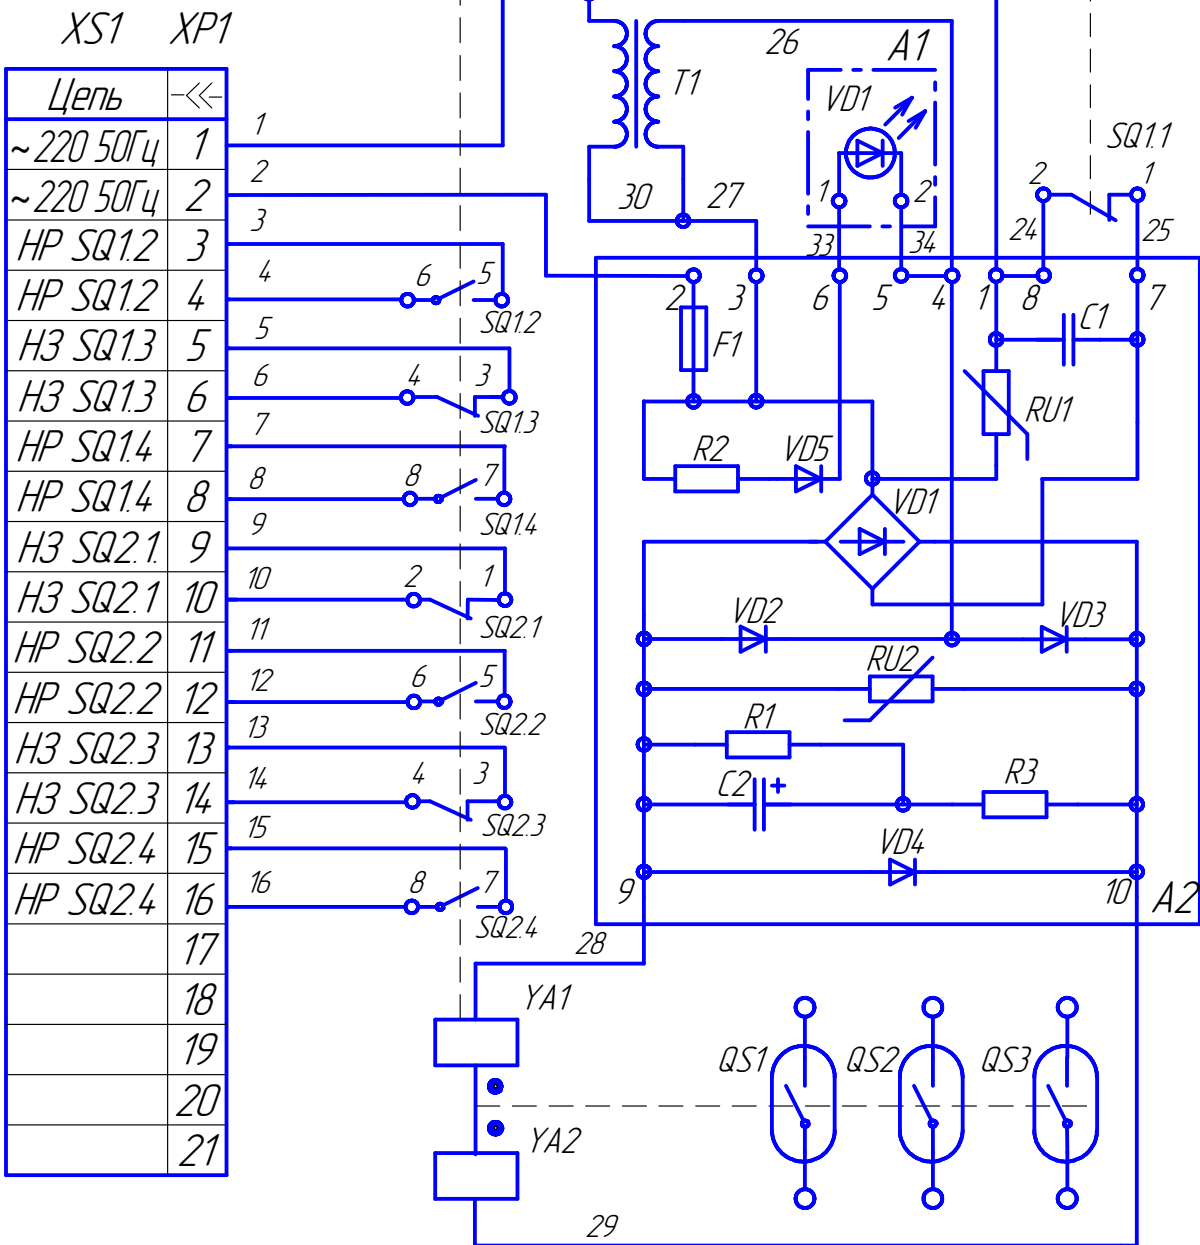 XS1 XP1
Цепь
~220 50Гц 1
~220 50Гц 2
НР SQ1.2 3
НР SQ1.2 4
НЗ SQ1.3 5
НЗ SQ1.3 6
НР SQ1.4 7
НР SQ1.4 8
НЗ SQ2.1. 9
НЗ SQ2.1 10
НР SQ2.2 11
НР SQ2.2 12
НЗ SQ2.3 13
НЗ SQ2.3 14
НР SQ2.4 15
НР SQ2.4 16
17
18
19
20
21
1
2
3
4
5
6
7
8
9
10
11
12
13
14
15
16
6 5
SQ1.2
4 3
SQ1.3
8 7
SQ1.4
2 1
SQ2.1
6 5
SQ2.2
4 3
SQ2.3
8 7
SQ2.4
T1
26
30 27
A1
VD1
1 2
33 34
SQ1.1
2 1
24 25
2 3 6 5 4 1 8 7
F1
C1
RU1
R2 VD5
VD1
VD2 VD3
RU2
R1
C2 + R3
VD4
9 10 A2
28
YA1
YA2
29
QS1 QS2 QS3